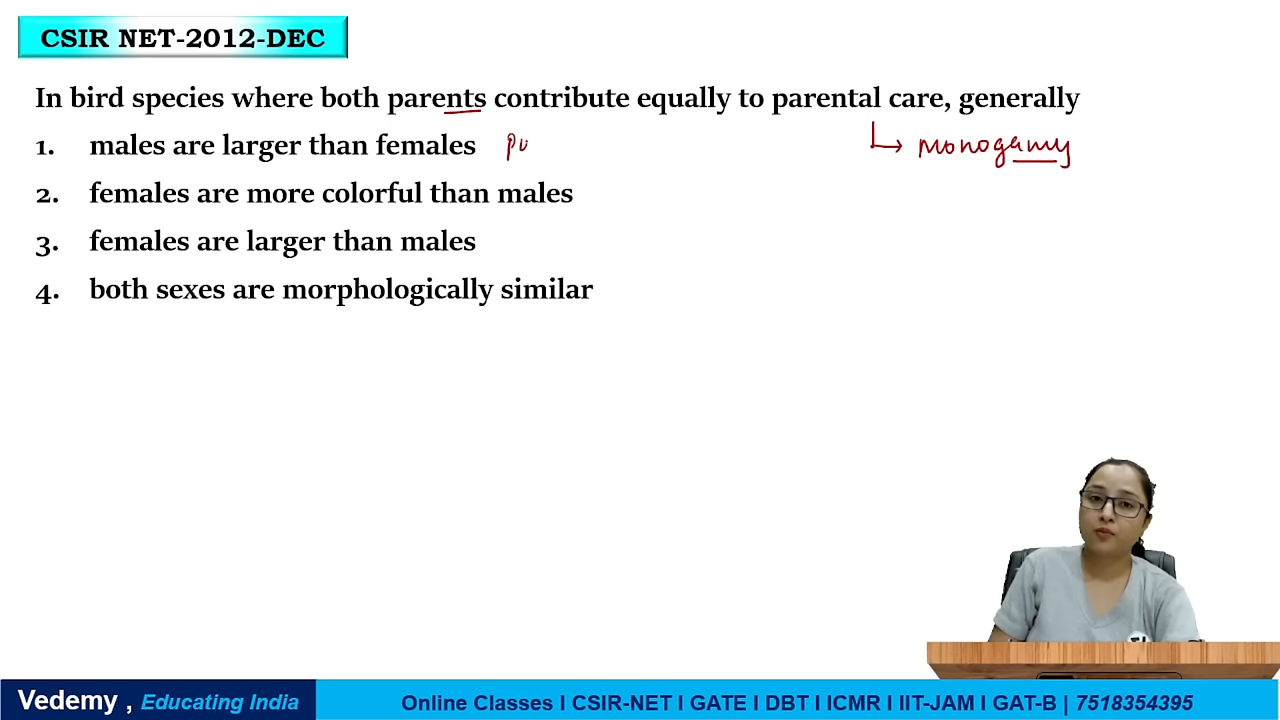 CSIR NET-2012-DEC
In bird species where both parents contribute equally to parental care, generally
1. males are larger than females
monogamy
2. females are more colorful than males
3. females are larger than males
4. both sexes are morphologically similar
Vedemy , Educating India
Online Classes I CSIR-NET I GATE I DBT I ICMR I IIT-JAM I GAT-B | 7518354395